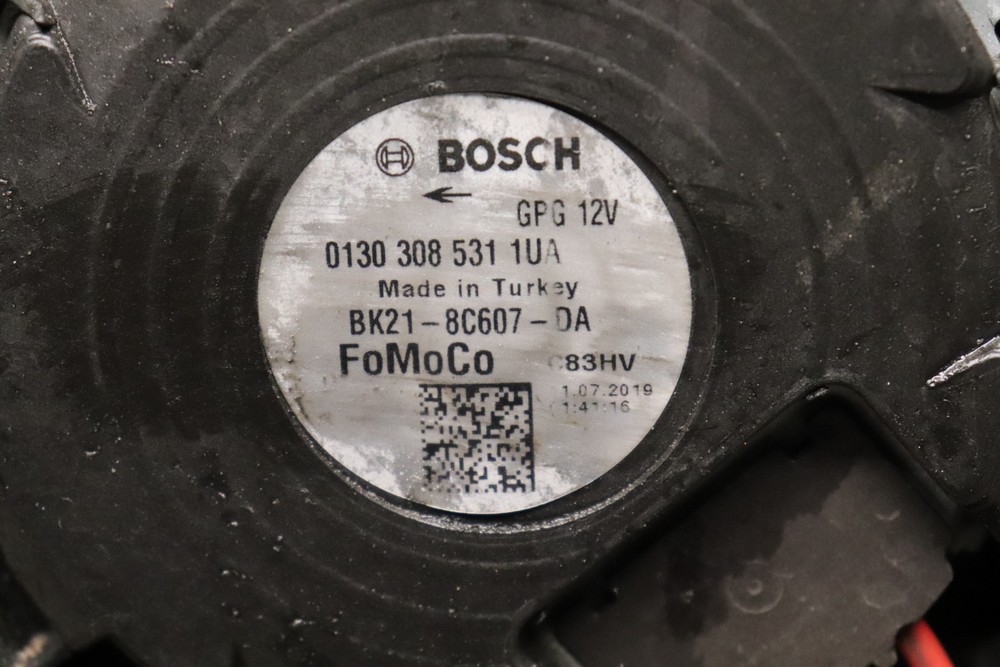 BOSCH
GPG 12V
0130 308 531 1UA
Made in Turkey
BK21-8C607-DA
FoMoCo 83HV
1.07.2019
1:41:16